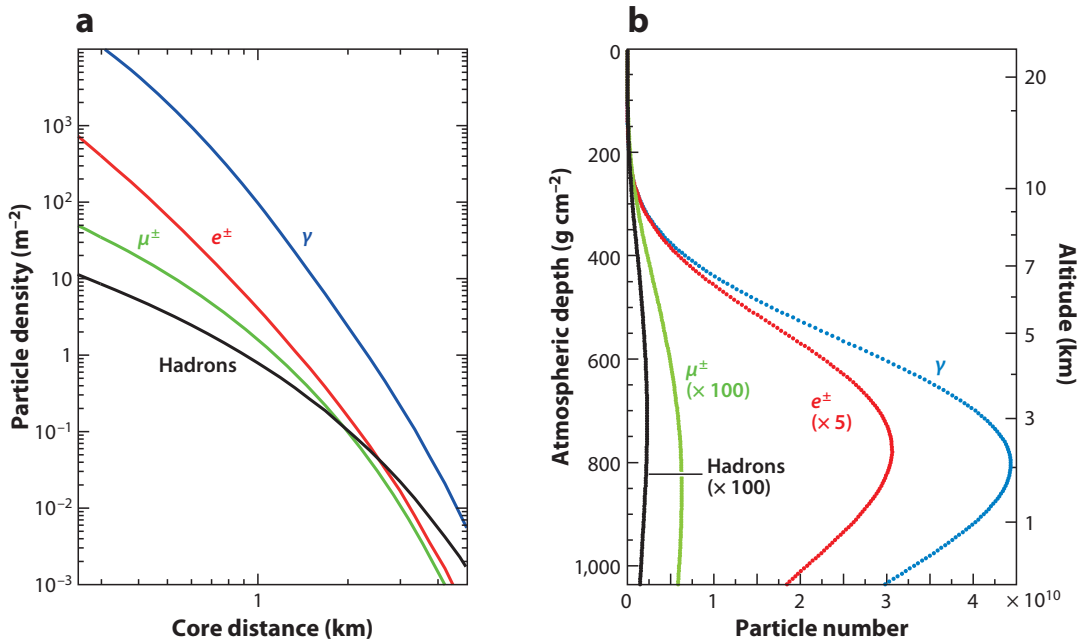 a
Particle density (m⁻²)
10³
10²
10
1
10⁻¹
10⁻²
10⁻³
γ
e±
μ±
Hadrons
1
Core distance (km)
b
Atmospheric depth (g cm⁻²)
0
200
400
600
800
1,000
γ
μ±
(× 100)
e±
(× 5)
Hadrons
(× 100)
20
10
7
5
3
2
1
Altitude (km)
0 1 2 3 4 × 10¹⁰
Particle number